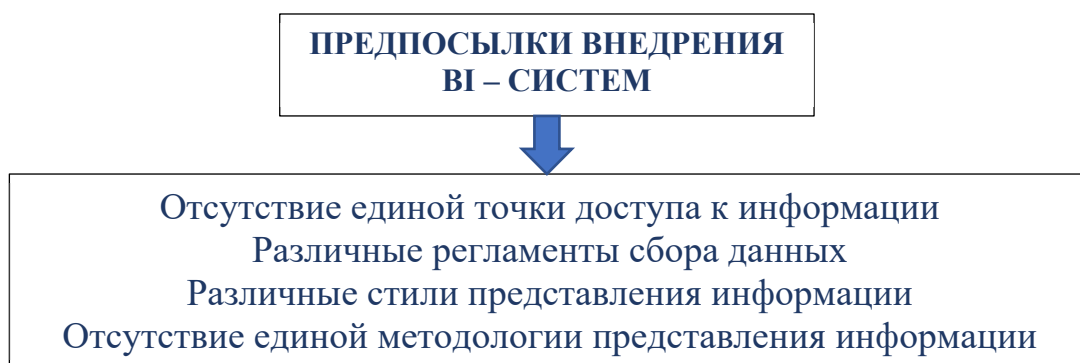 ПРЕДПОСЫЛКИ ВНЕДРЕНИЯ
BI – СИСТЕМ
Отсутствие единой точки доступа к информации
Различные регламенты сбора данных
Различные стили представления информации
Отсутствие единой методологии представления информации